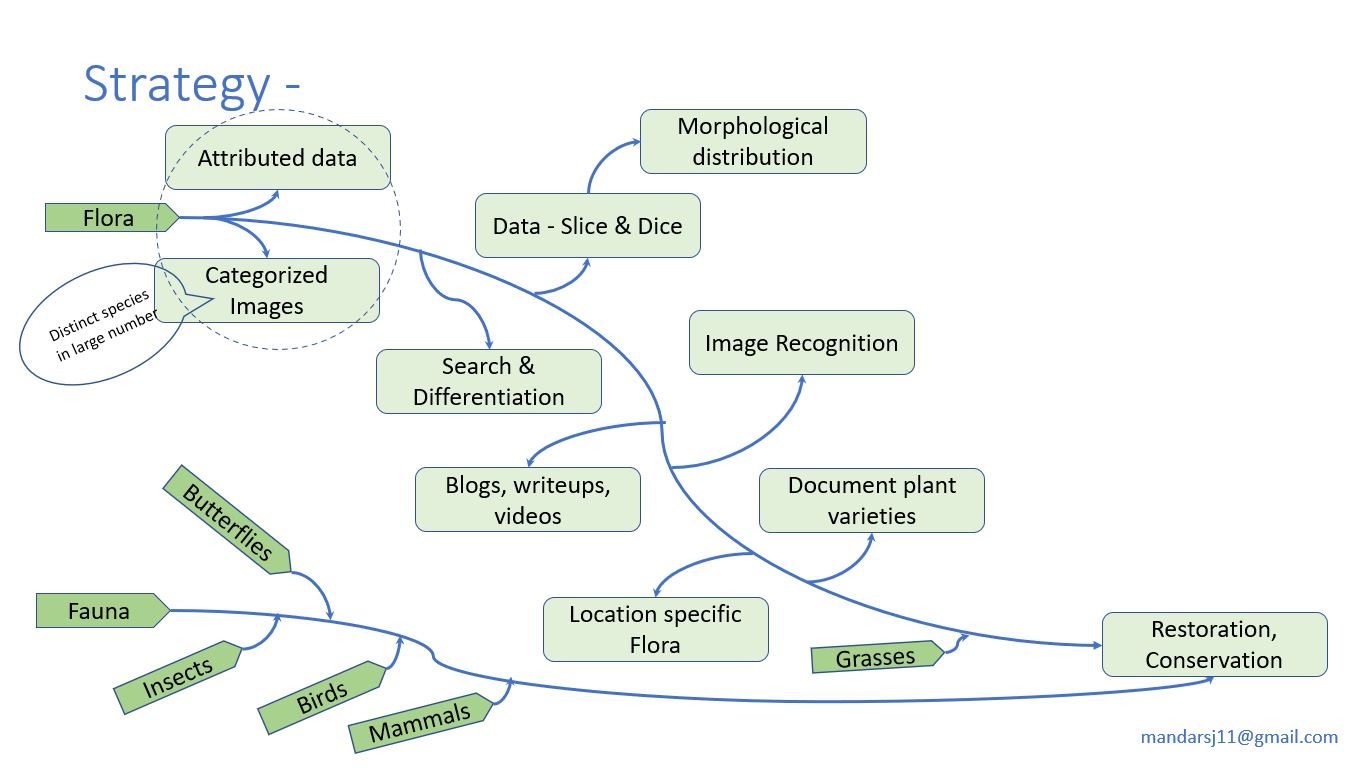 Strategy -
Attributed data
Flora
Categorized
Images
Distinct species
in large number
Morphological
distribution
Data - Slice & Dice
Search &
Differentiation
Image Recognition
Blogs, writeups,
videos
Document plant
varieties
Location specific
Flora
Grasses
Butterflies
Fauna
Insects
Birds
Mammals
Restoration,
Conservation
mandarsj11@gmail.com